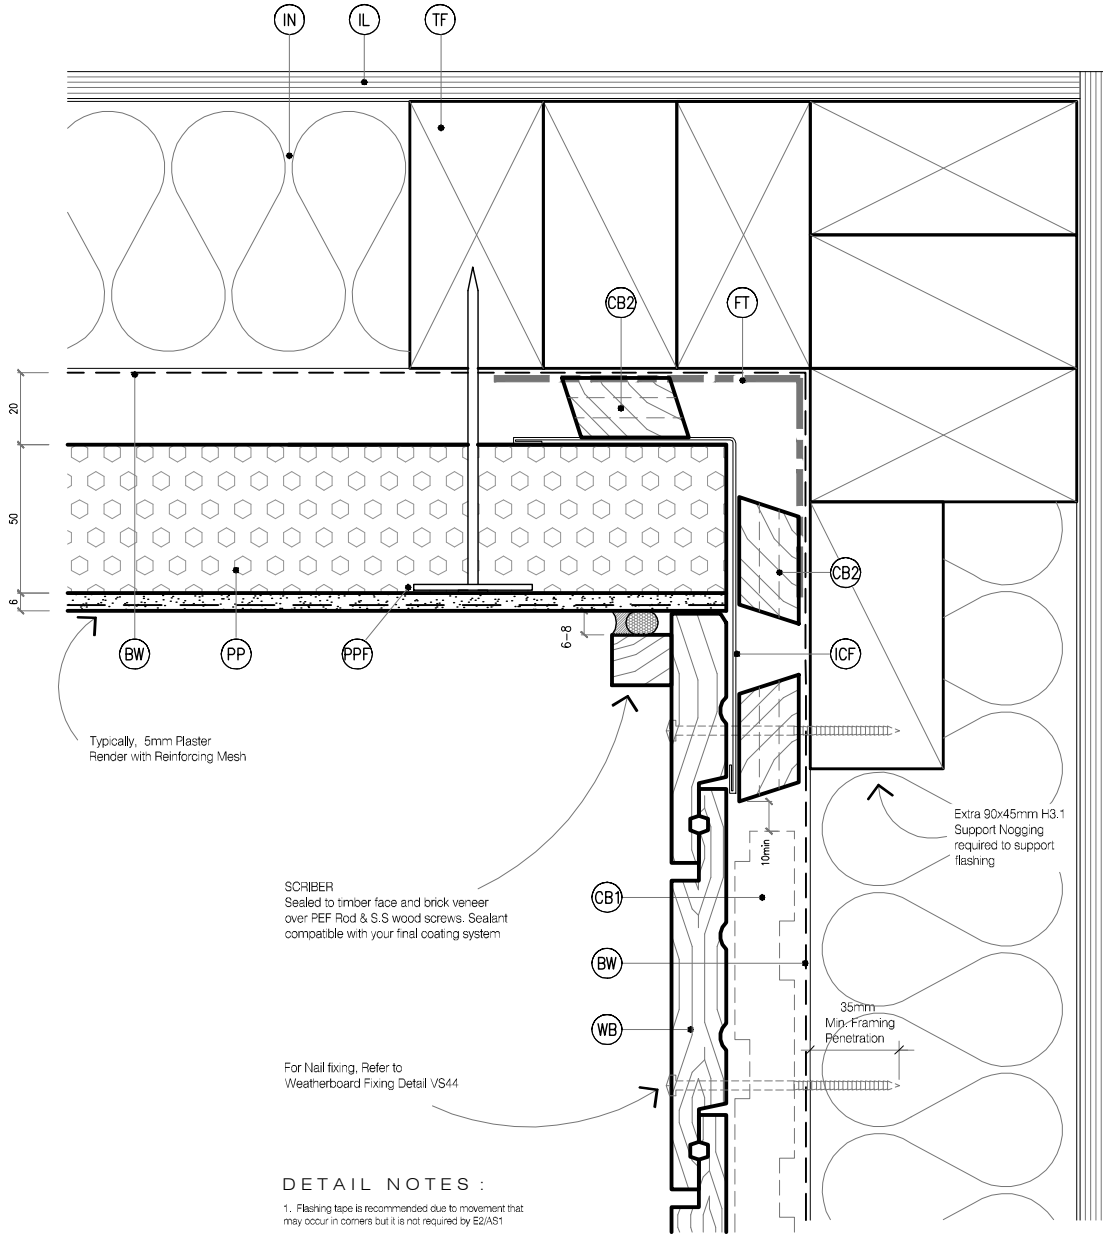 IN
IL
TF
CB2
FT
20
50
6
CB2
BW
PP
PPF
6-8
ICF
Typically, 5mm Plaster
Render with Reinforcing Mesh
Extra 90x45mm H3.1
Support Nogging
required to support
flashing
10min
SCRIBER
Sealed to timber face and brick veneer
over PEF Rod & S.S wood screws. Sealant
compatible with your final coating system
CB1
BW
35mm
Min. Framing
Penetration
WB
For Nail fixing, Refer to
Weatherboard Fixing Detail VS44
DETAIL NOTES :
1. Flashing tape is recommended due to movement that
may occur in corners but it is not required by E2/AS1